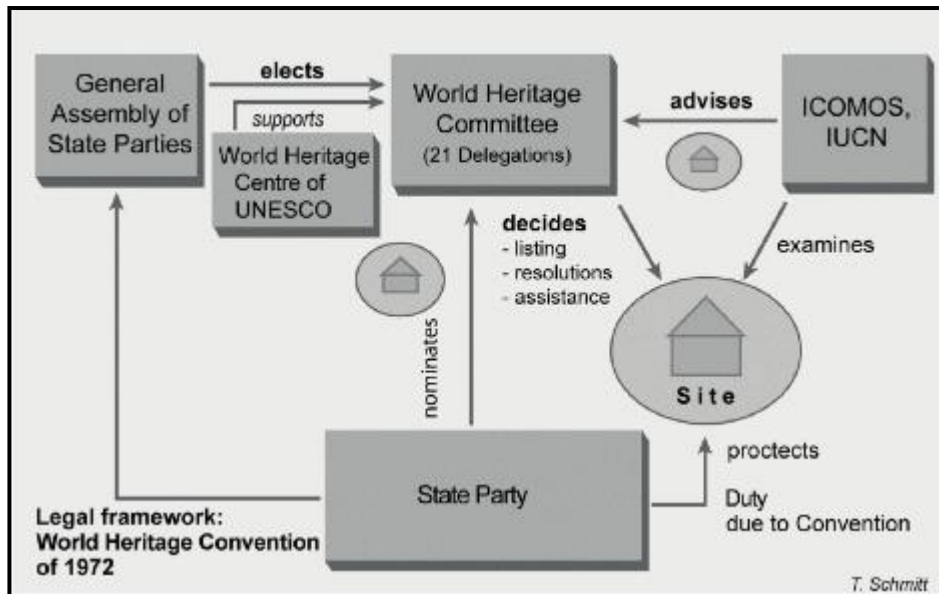 General
Assembly of
State Parties
elects
supports
World Heritage
Centre of
UNESCO
World Heritage
Committee
(21 Delegations)
advises
ICOMOS,
IUCN
decides
- listing
- resolutions
- assistance
examines
nominates
Site
State Party
proctects
Duty
due to Convention
Legal framework:
World Heritage Convention
of 1972
T. Schmitt